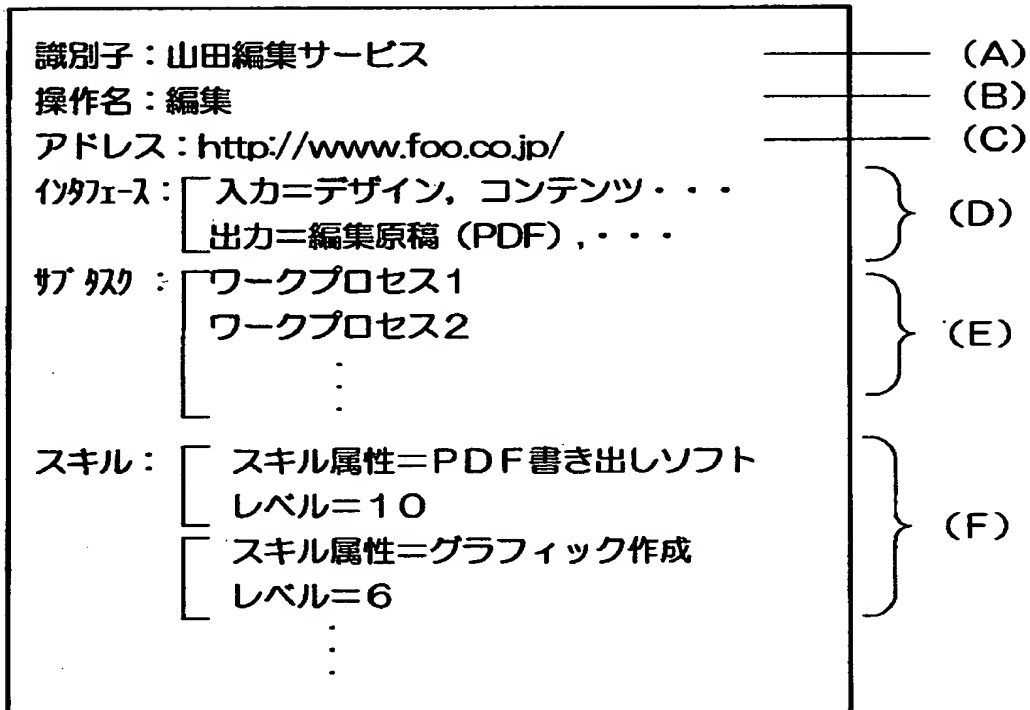 識別子：山田編集サービス (A)
操作名：編集 (B)
アドレス：http://www.foo.co.jp/ (C)
インタフェース： 入力＝デザイン，コンテンツ・・・ (D)
出力＝編集原稿（PDF），・・・
サブタスク： ワークプロセス１
ワークプロセス２ (E)
スキル： スキル属性＝ＰＤＦ書き出しソフト
レベル＝１０ (F)
スキル属性＝グラフィック作成
レベル＝６